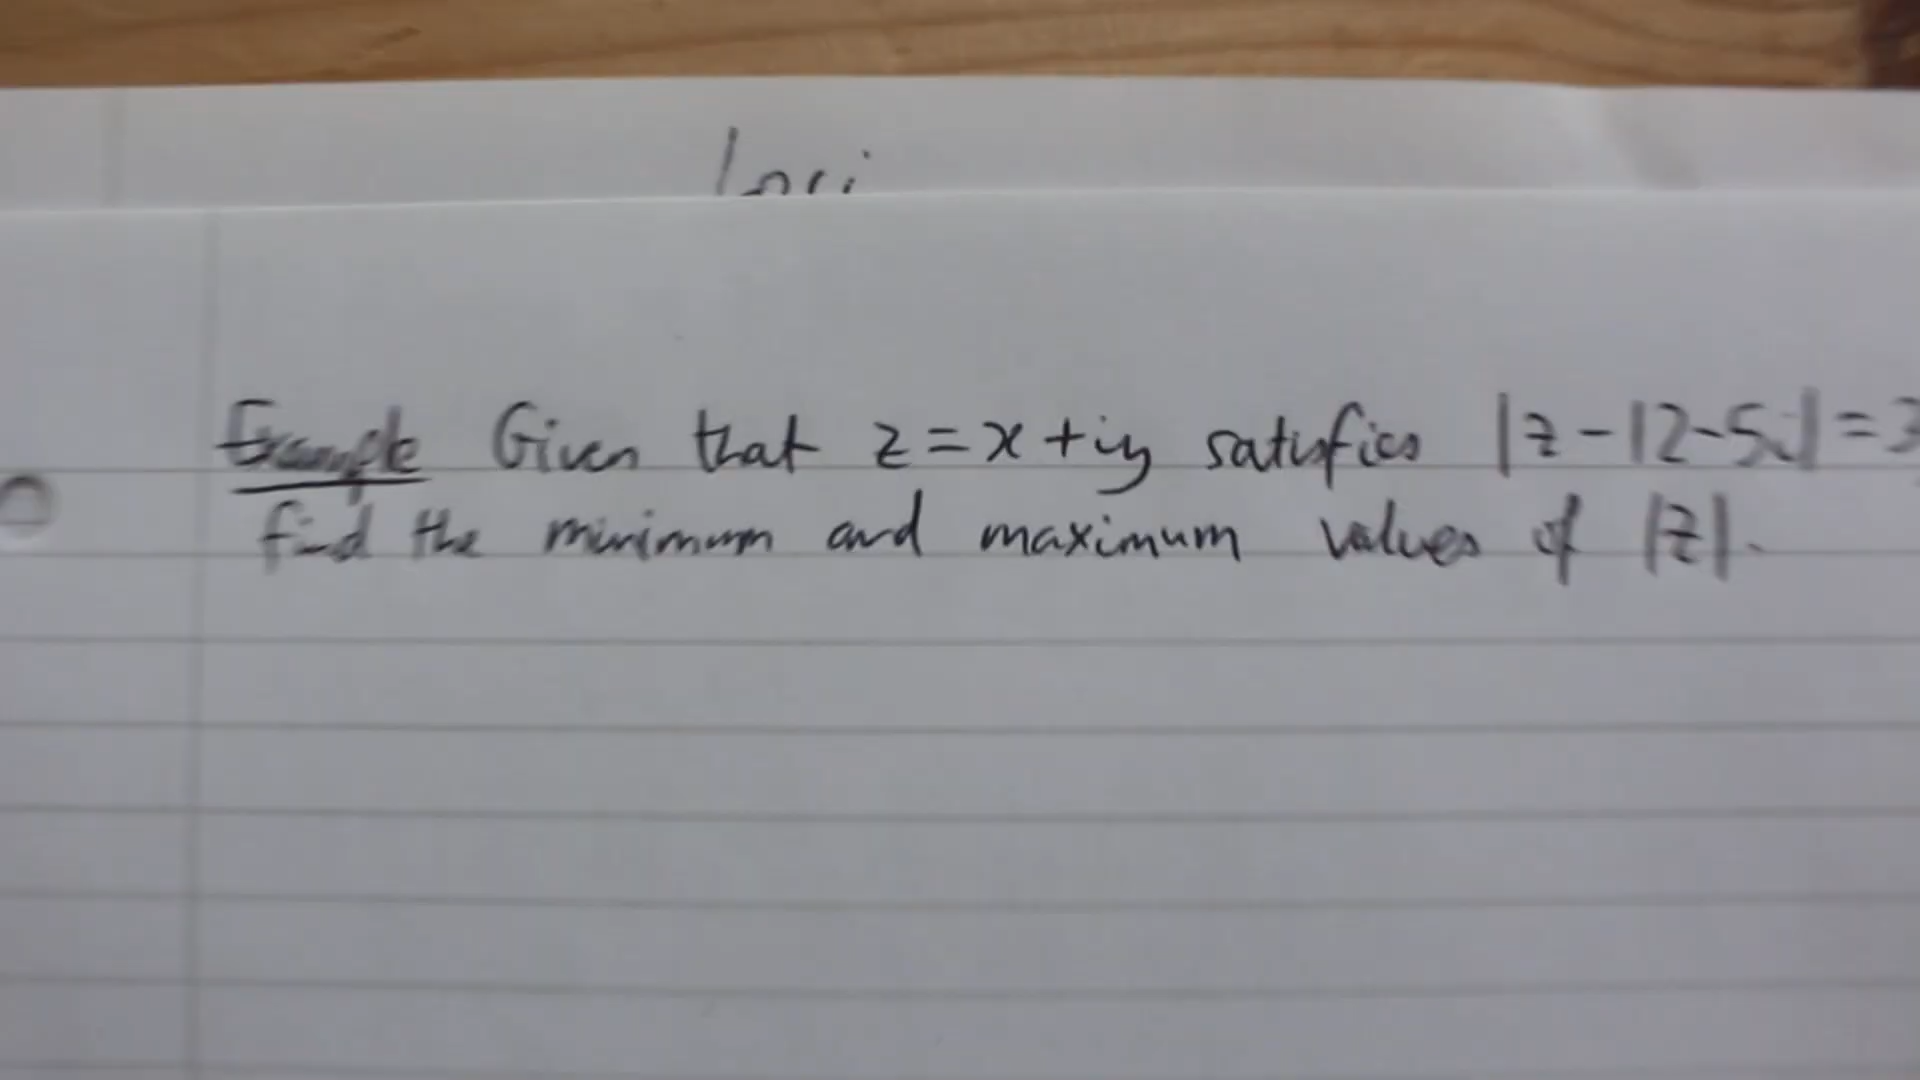 Loci
Example Given that z = x + iy satisfies |z - 12 - 5i| = 3,
find the minimum and maximum values of |z|.